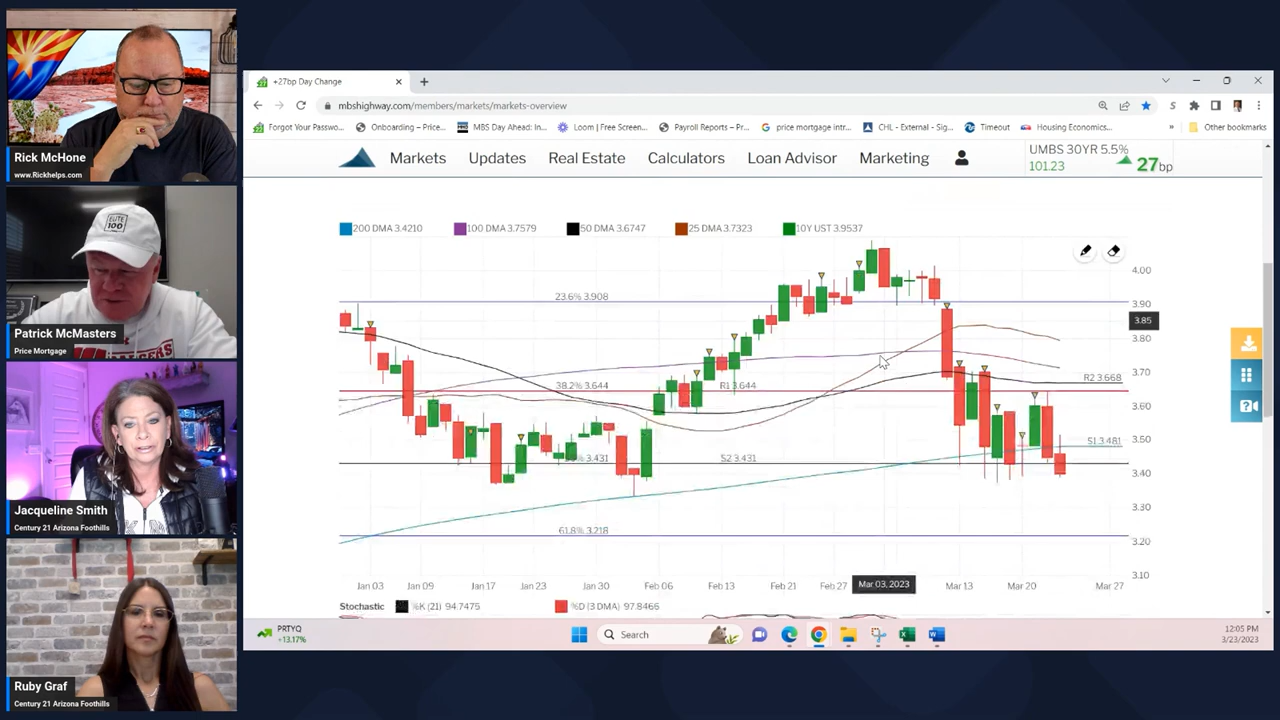 Rick McHone
www.Rickhelps.com
ELITE
100
Patrick McMasters
Price Mortgage
Jacqueline Smith
Century 21 Arizona Foothills
Ruby Graf
Century 21 Arizona Foothills
+27bp Day Change
mbshighway.com/members/markets/markets-overview
Forgot Your Passwo...
Onboarding – Price...
MBS Day Ahead: In...
Loom | Free Screen...
Payroll Reports – Pr...
price mortgage intr...
CHL - External - Sig...
Timeout
Housing Economics...
»
Other bookmarks
Markets
Updates
Real Estate
Calculators
Loan Advisor
Marketing
UMBS 30YR 5.5%
101.23
27bp
200 DMA 3.4210
100 DMA 3.7579
50 DMA 3.6747
25 DMA 3.7323
10Y UST 3.9537
4.00
23.6% 3.908
3.90
3.85
3.80
3.70
R2 3.668
38.2% 3.644
R1 3.644
3.60
3.50
S1 3.481
3.431
S2 3.431
3.40
3.30
61.8% 3.218
3.20
3.10
Jan 03
Jan 09
Jan 17
Jan 23
Jan 30
Feb 06
Feb 13
Feb 21
Feb 27
Mar 03, 2023
Mar 13
Mar 20
Mar 27
Stochastic
%K (21) 94.7475
%D (3 DMA) 97.8466
PRTYQ
+13.17%
Search
12:05 PM
3/23/2023